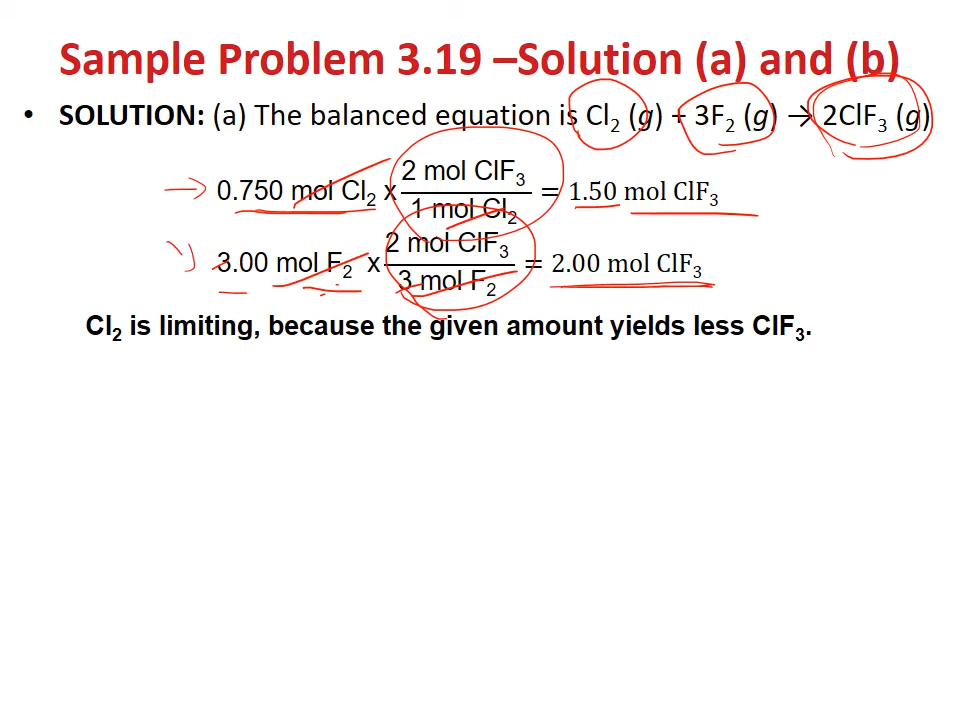 Sample Problem 3.19 –Solution (a) and (b)
• SOLUTION: (a) The balanced equation is Cl₂ (g) + 3F₂ (g) → 2ClF₃ (g)
0.750 mol Cl₂ x 2 mol ClF₃ / 1 mol Cl₂ = 1.50 mol ClF₃
3.00 mol F₂ x 2 mol ClF₃ / 3 mol F₂ = 2.00 mol ClF₃
Cl₂ is limiting, because the given amount yields less ClF₃.